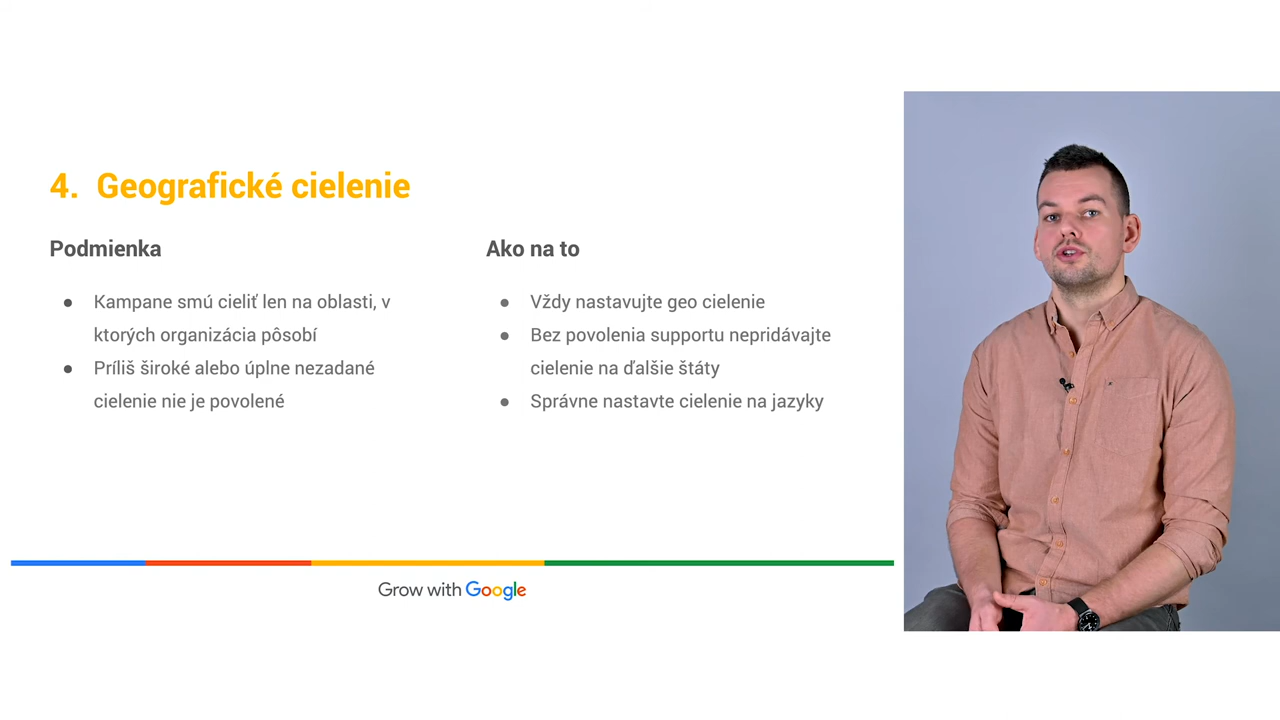 4. Geografické cielenie
Podmienka
● Kampane smú cieliť len na oblasti, v
ktorých organizácia pôsobí
● Príliš široké alebo úplne nezadané
cielenie nie je povolené
Ako na to
● Vždy nastavujte geo cielenie
● Bez povolenia supportu nepridávajte
cielenie na ďalšie štáty
● Správne nastavte cielenie na jazyky
Grow with Google